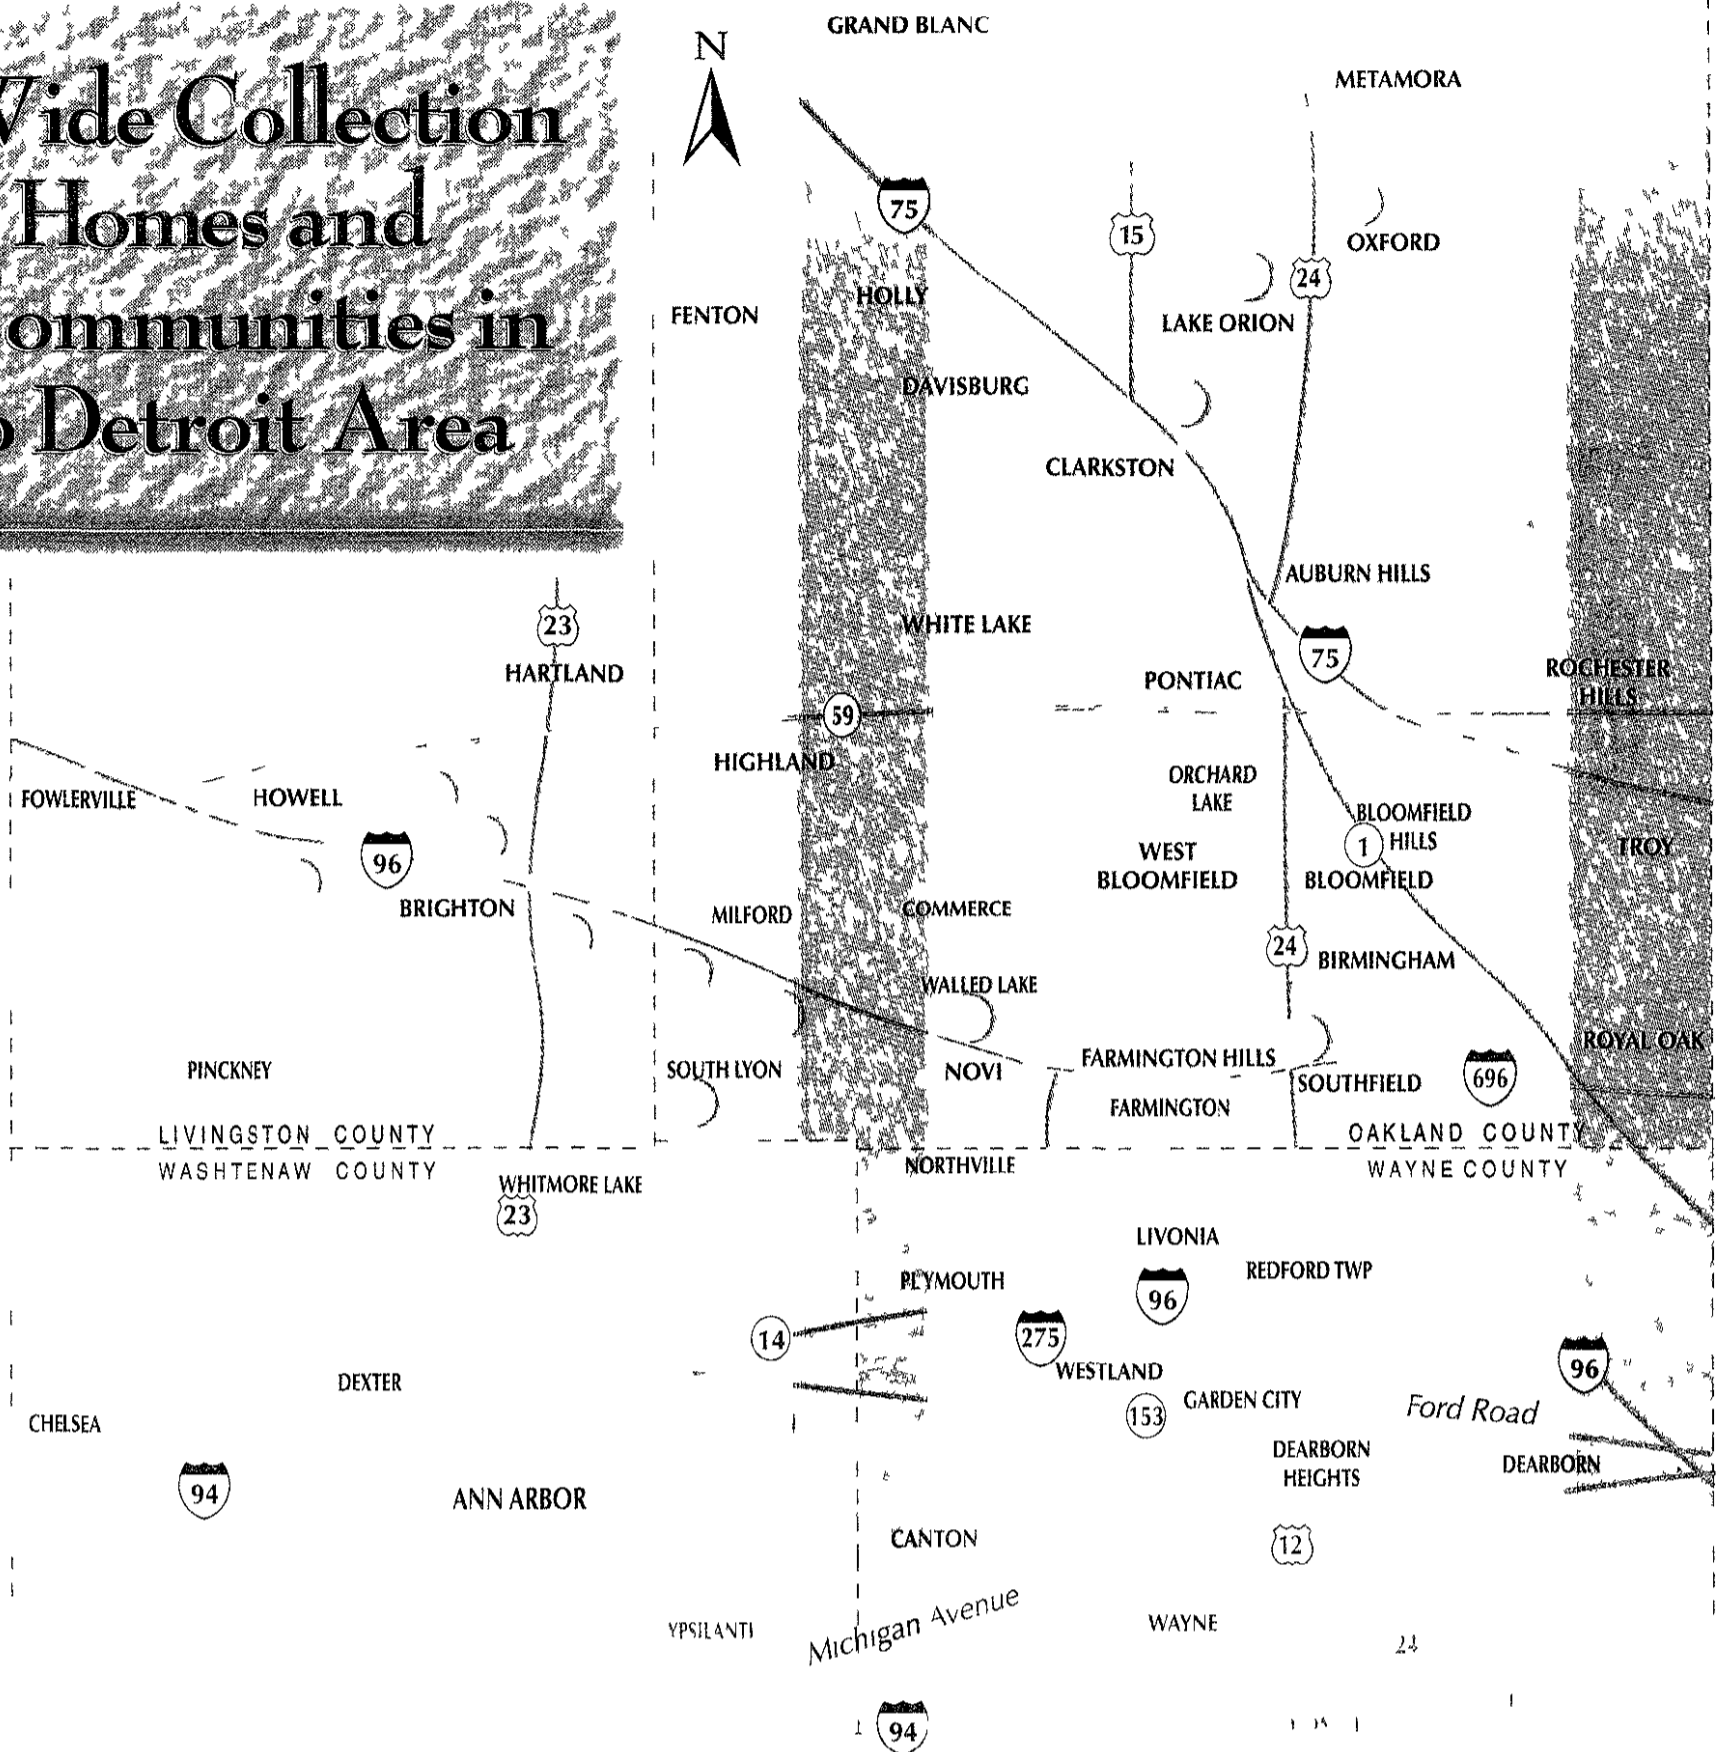 Wide Collection
Homes and
ommunities in
o Detroit Area
N
GRAND BLANC
METAMORA
75
15
OXFORD
24
HOLLY
FENTON
LAKE ORION
DAVISBURG
CLARKSTON
AUBURN HILLS
23
WHITE LAKE
75
HARTLAND
PONTIAC
ROCHESTER
HILLS
59
HIGHLAND
ORCHARD
LAKE
FOWLERVILLE
HOWELL
BLOOMFIELD
HILLS
1
TROY
96
WEST
BLOOMFIELD
BLOOMFIELD
BRIGHTON
MILFORD
COMMERCE
24
BIRMINGHAM
WALLED LAKE
ROYAL OAK
PINCKNEY
SOUTH LYON
NOVI
FARMINGTON HILLS
SOUTHFIELD
696
FARMINGTON
LIVINGSTON COUNTY
OAKLAND COUNTY
WASHTENAW COUNTY
NORTHVILLE
WAYNE COUNTY
WHITMORE LAKE
23
LIVONIA
REDFORD TWP
PLYMOUTH
96
14
275
WESTLAND
96
DEXTER
GARDEN CITY
153
Ford Road
CHELSEA
DEARBORN
HEIGHTS
DEARBORN
94
ANN ARBOR
CANTON
12
Michigan Avenue
YPSILANTI
WAYNE
24
94